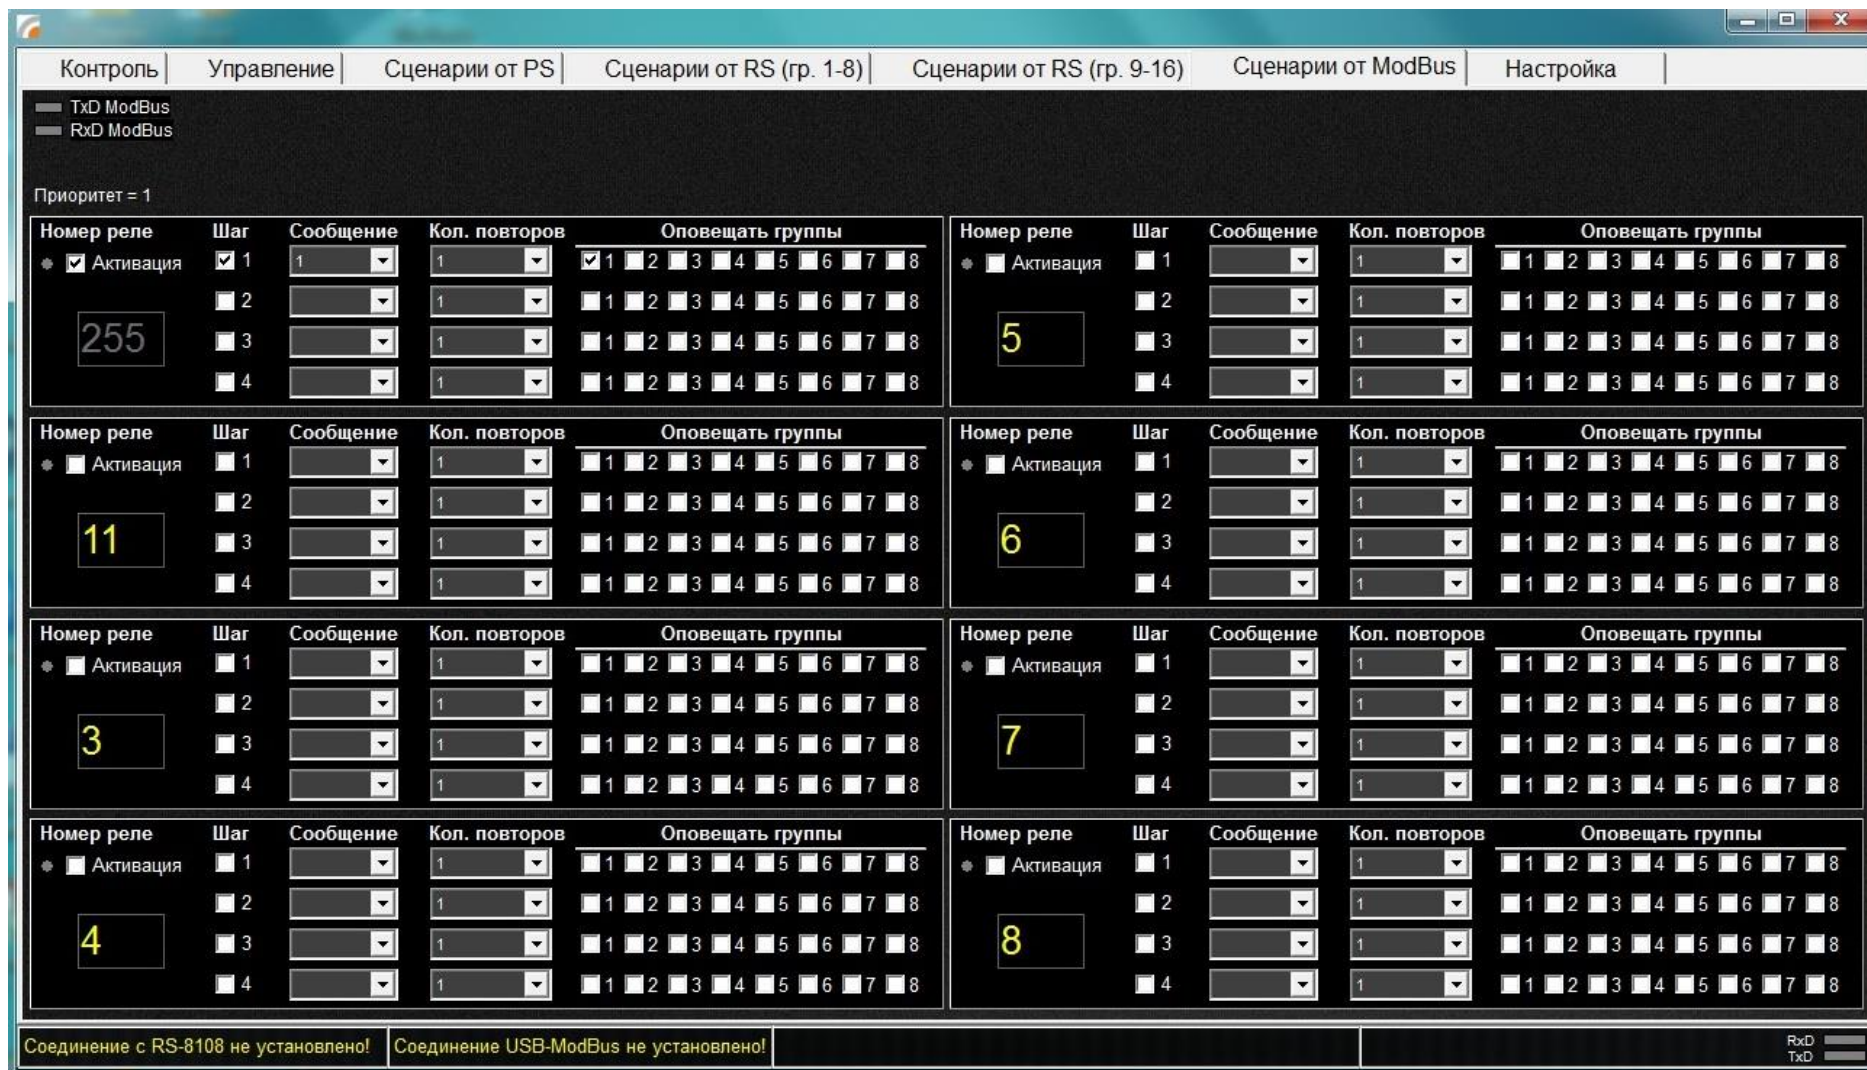 Контроль Управление Сценарии от PS Сценарии от RS (гр. 1-8) Сценарии от RS (гр. 9-16) Сценарии от ModBus Настройка
TxD ModBus
RxD ModBus
Приоритет = 1
Номер реле Шаг Сообщение Кол. повторов Оповещать группы
Активация 1 1 1 1 2 3 4 5 6 7 8
2 1 1 2 3 4 5 6 7 8
255
3 1 1 2 3 4 5 6 7 8
4 1 1 2 3 4 5 6 7 8
Номер реле Шаг Сообщение Кол. повторов Оповещать группы
Активация 1 1 1 2 3 4 5 6 7 8
2 1 1 2 3 4 5 6 7 8
5
3 1 1 2 3 4 5 6 7 8
4 1 1 2 3 4 5 6 7 8
Номер реле Шаг Сообщение Кол. повторов Оповещать группы
Активация 1 1 1 2 3 4 5 6 7 8
2 1 1 2 3 4 5 6 7 8
11
3 1 1 2 3 4 5 6 7 8
4 1 1 2 3 4 5 6 7 8
Номер реле Шаг Сообщение Кол. повторов Оповещать группы
Активация 1 1 1 2 3 4 5 6 7 8
2 1 1 2 3 4 5 6 7 8
6
3 1 1 2 3 4 5 6 7 8
4 1 1 2 3 4 5 6 7 8
Номер реле Шаг Сообщение Кол. повторов Оповещать группы
Активация 1 1 1 2 3 4 5 6 7 8
2 1 1 2 3 4 5 6 7 8
3
3 1 1 2 3 4 5 6 7 8
4 1 1 2 3 4 5 6 7 8
Номер реле Шаг Сообщение Кол. повторов Оповещать группы
Активация 1 1 1 2 3 4 5 6 7 8
2 1 1 2 3 4 5 6 7 8
7
3 1 1 2 3 4 5 6 7 8
4 1 1 2 3 4 5 6 7 8
Номер реле Шаг Сообщение Кол. повторов Оповещать группы
Активация 1 1 1 2 3 4 5 6 7 8
2 1 1 2 3 4 5 6 7 8
4
3 1 1 2 3 4 5 6 7 8
4 1 1 2 3 4 5 6 7 8
Номер реле Шаг Сообщение Кол. повторов Оповещать группы
Активация 1 1 1 2 3 4 5 6 7 8
2 1 1 2 3 4 5 6 7 8
8
3 1 1 2 3 4 5 6 7 8
4 1 1 2 3 4 5 6 7 8
Соединение с RS-8108 не установлено! Соединение USB-ModBus не установлено!
RxD
TxD